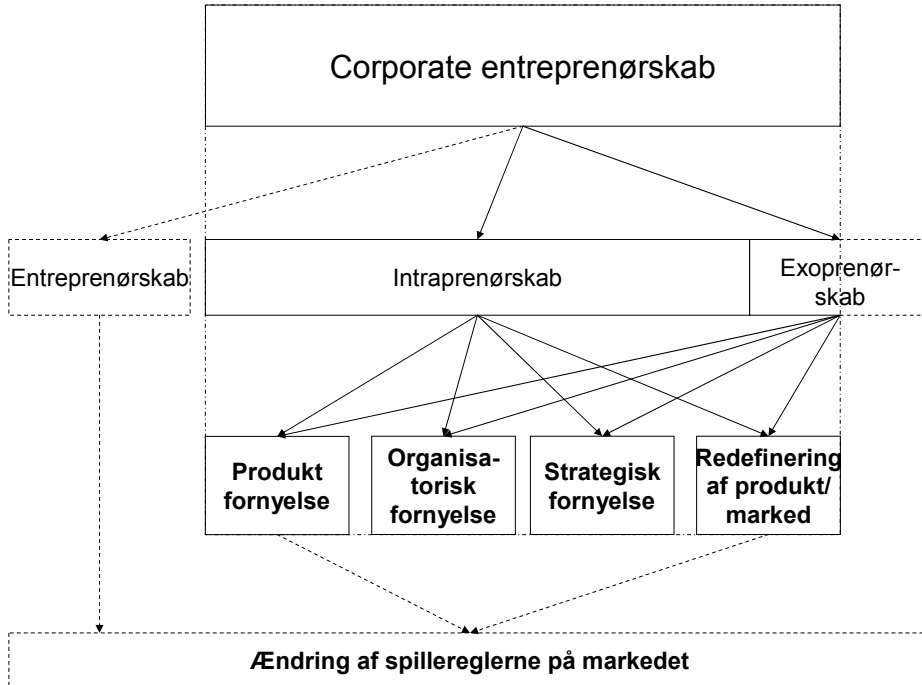 Corporate entreprenørskab
Entreprenørskab
Intraprenørskab
Exoprenør-
skab
Produkt
fornyelse
Organisa-
torisk
fornyelse
Strategisk
fornyelse
Redefinering
af produkt/
marked
Ændring af spillereglerne på markedet